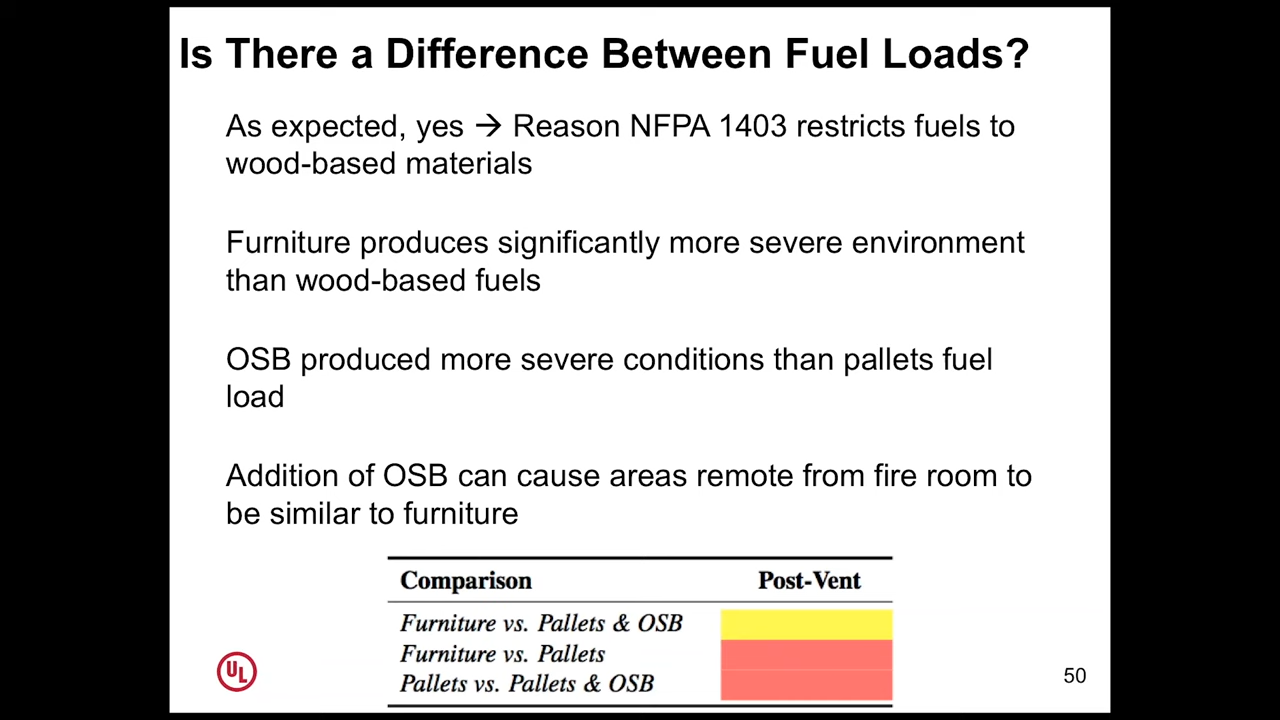 Is There a Difference Between Fuel Loads?
As expected, yes → Reason NFPA 1403 restricts fuels to
wood-based materials
Furniture produces significantly more severe environment
than wood-based fuels
OSB produced more severe conditions than pallets fuel
load
Addition of OSB can cause areas remote from fire room to
be similar to furniture
Comparison Post-Vent
Furniture vs. Pallets & OSB
Furniture vs. Pallets
Pallets vs. Pallets & OSB
UL
50